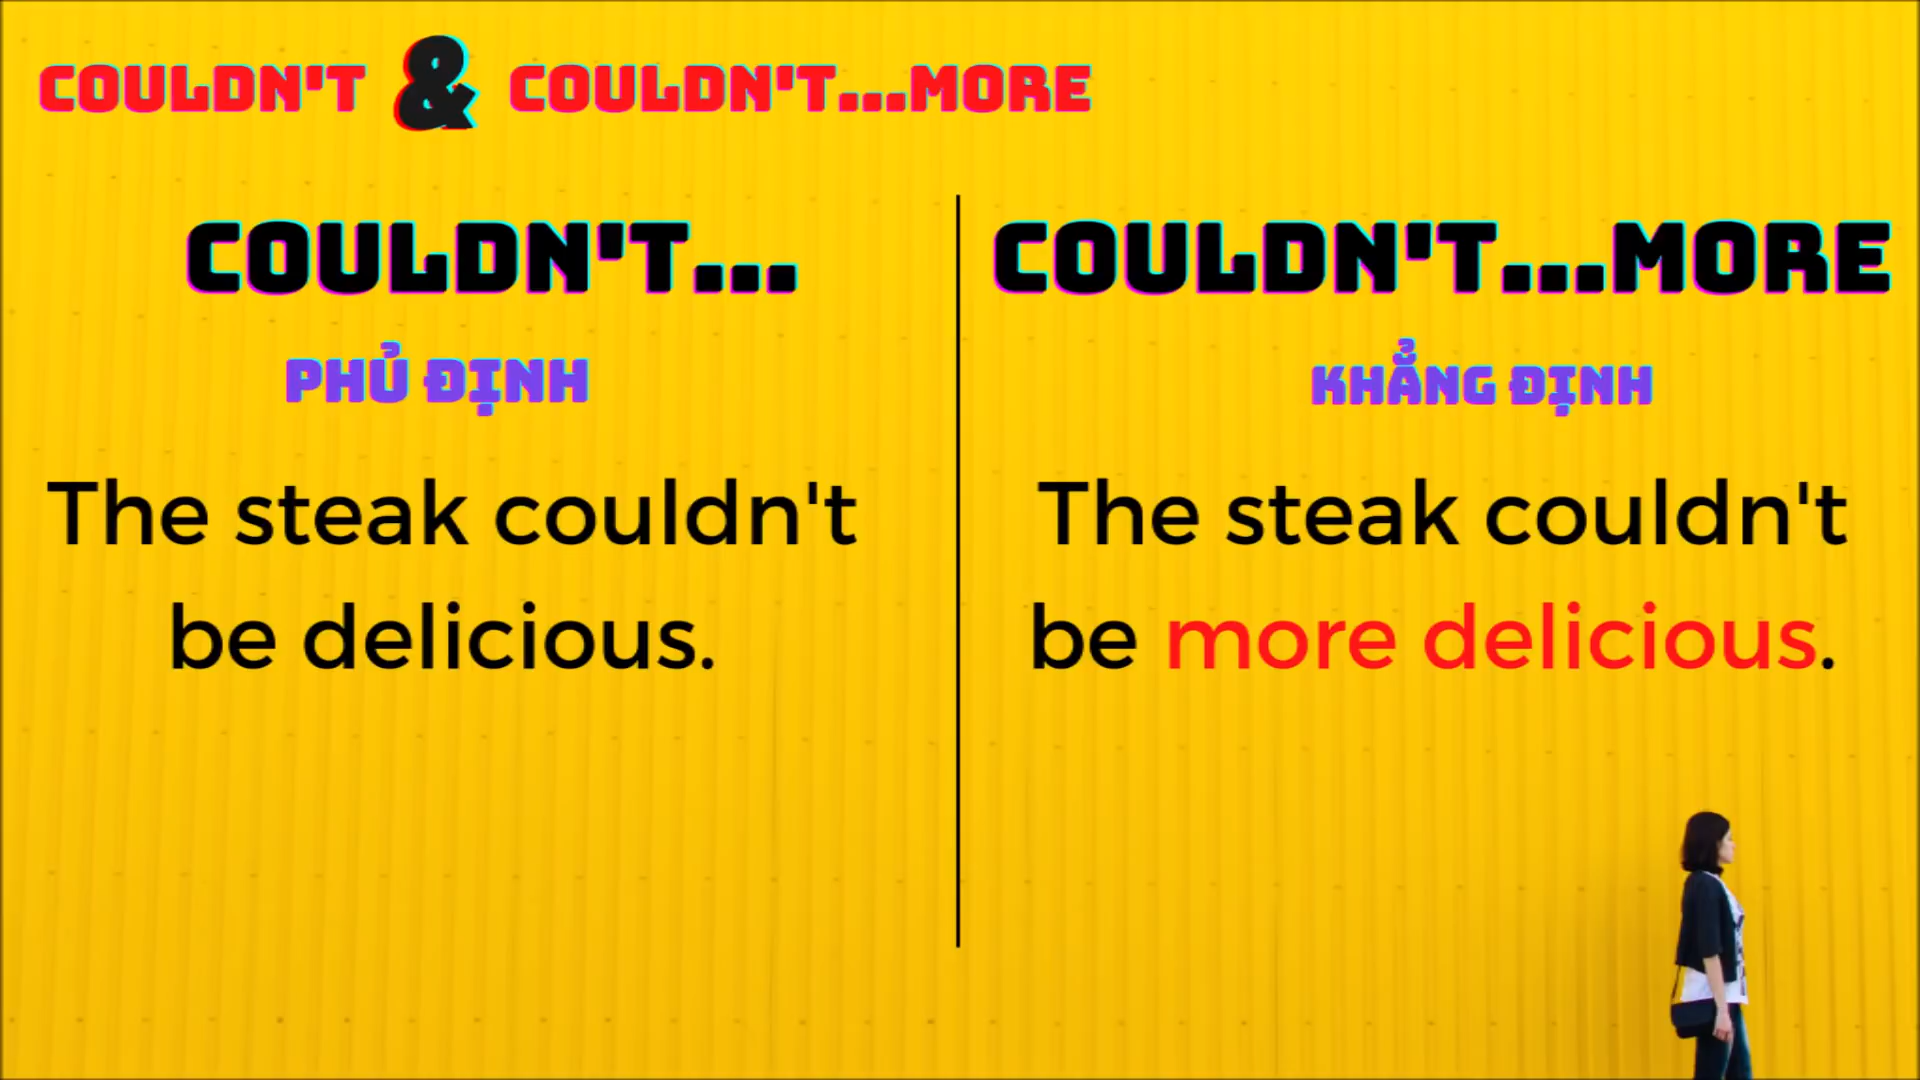 COULDN'T & COULDN'T...MORE
COULDN'T...
PHỦ ĐỊNH
The steak couldn't
be delicious.
COULDN'T...MORE
KHẲNG ĐỊNH
The steak couldn't
be more delicious.